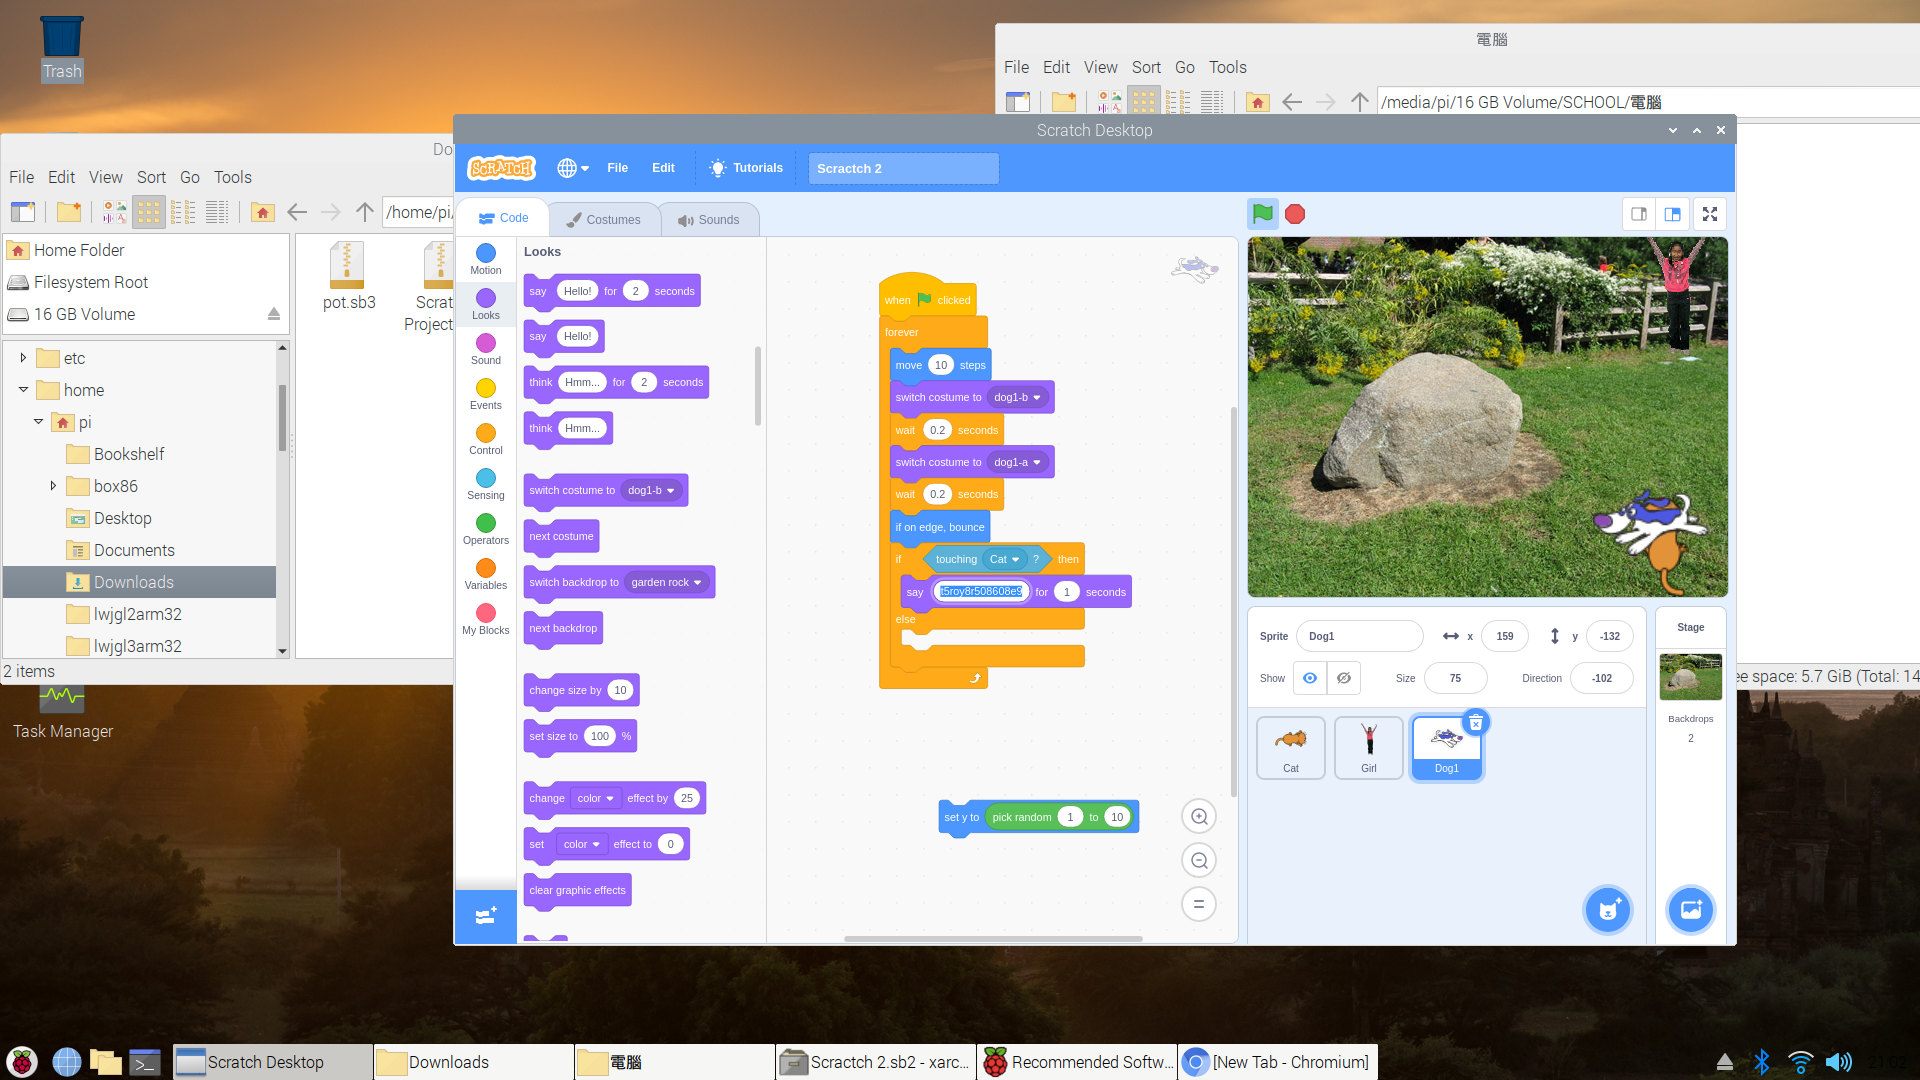 Trash
電腦
File Edit View Sort Go Tools
/media/pi/16 GB Volume/SCHOOL/電腦
Do
File Edit View Sort Go Tools
/home/pi/
Home Folder
Filesystem Root
16 GB Volume
etc
home
pi
Bookshelf
box86
Desktop
Documents
Downloads
lwjgl2arm32
lwjgl3arm32
pot.sb3
Scrat
Project
2 items
Task Manager
Scratch Desktop
SCRATCH
File Edit Tutorials Scractch 2
Code Costumes Sounds
Motion
Looks
Sound
Events
Control
Sensing
Operators
Variables
My Blocks
Looks
say Hello! for 2 seconds
say Hello!
think Hmm... for 2 seconds
think Hmm...
switch costume to dog1-b
next costume
switch backdrop to garden rock
next backdrop
change size by 10
set size to 100 %
change color effect by 25
set color effect to 0
clear graphic effects
when clicked
forever
move 10 steps
switch costume to dog1-b
wait 0.2 seconds
switch costume to dog1-a
wait 0.2 seconds
if on edge, bounce
if touching Cat ? then
say t5roy8r508608e9 for 1 seconds
else
set y to pick random 1 to 10
Sprite Dog1 x 159 y -132
Show Size 75 Direction -102
Cat Girl Dog1
Stage
Backdrops
2
ee space: 5.7 GiB (Total: 14
Scratch Desktop
Downloads
電腦
Scractch 2.sb2 - xarc...
Recommended Softw...
[New Tab - Chromium]
21:02